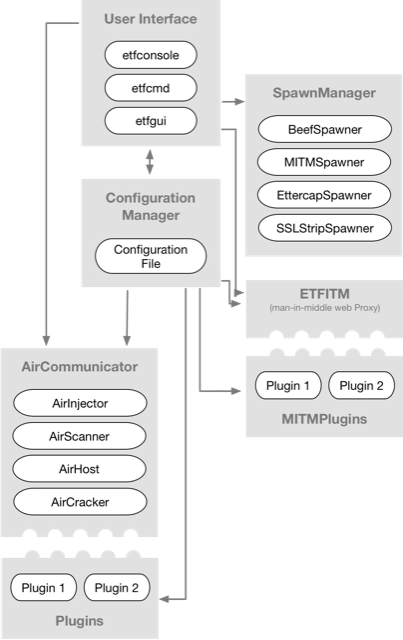 User Interface
etfconsole
etfcmd
etfgui
SpawnManager
BeefSpawner
MITMSpawner
EttercapSpawner
SSLStripSpawner
Configuration
Manager
Configuration
File
ETFITM
(man-in-middle web Proxy)
Plugin 1
Plugin 2
MITMPlugins
AirCommunicator
AirInjector
AirScanner
AirHost
AirCracker
Plugin 1
Plugin 2
Plugins